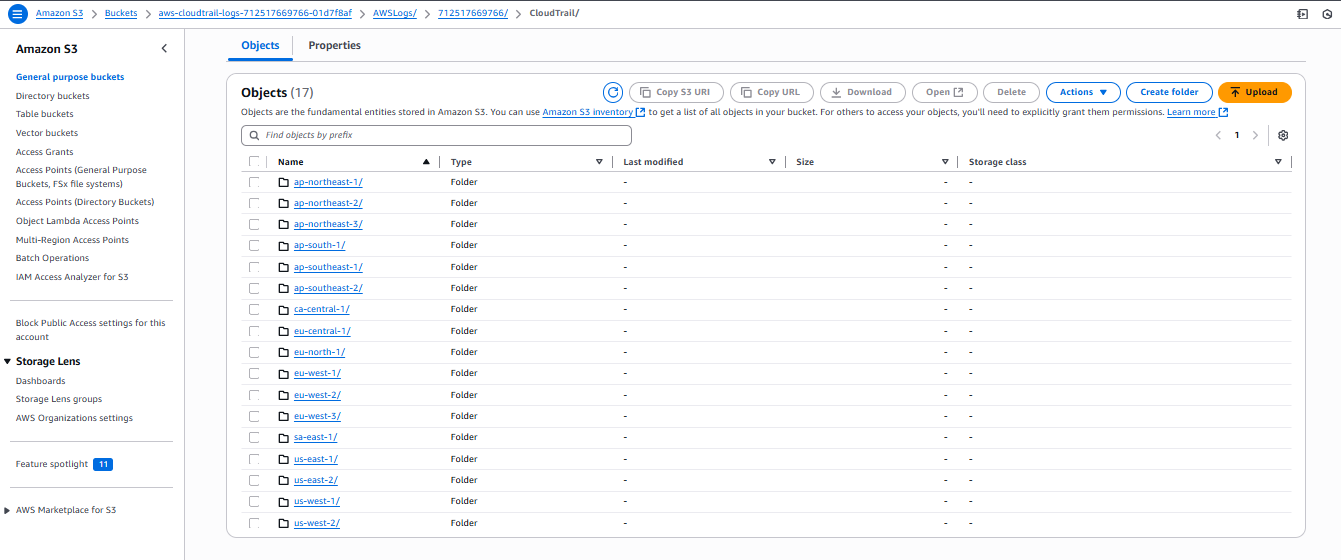 Amazon S3 > Buckets > aws-cloudtrail-logs-712517669766-01d7f8af > AWSLogs/ > 712517669766/ > CloudTrail/
Amazon S3
General purpose buckets
Directory buckets
Table buckets
Vector buckets
Access Grants
Access Points (General Purpose
Buckets, FSx file systems)
Access Points (Directory Buckets)
Object Lambda Access Points
Multi-Region Access Points
Batch Operations
IAM Access Analyzer for S3
Block Public Access settings for this
account
Storage Lens
Dashboards
Storage Lens groups
AWS Organizations settings
Feature spotlight 11
AWS Marketplace for S3
Objects Properties
Objects (17) Copy S3 URI Copy URL Download Open Delete Actions Create folder Upload
Objects are the fundamental entities stored in Amazon S3. You can use Amazon S3 inventory to get a list of all objects in your bucket. For others to access your objects, you'll need to explicitly grant them permissions. Learn more
Find objects by prefix 1
Name Type Last modified Size Storage class
ap-northeast-1/ Folder - - -
ap-northeast-2/ Folder - - -
ap-northeast-3/ Folder - - -
ap-south-1/ Folder - - -
ap-southeast-1/ Folder - - -
ap-southeast-2/ Folder - - -
ca-central-1/ Folder - - -
eu-central-1/ Folder - - -
eu-north-1/ Folder - - -
eu-west-1/ Folder - - -
eu-west-2/ Folder - - -
eu-west-3/ Folder - - -
sa-east-1/ Folder - - -
us-east-1/ Folder - - -
us-east-2/ Folder - - -
us-west-1/ Folder - - -
us-west-2/ Folder - - -